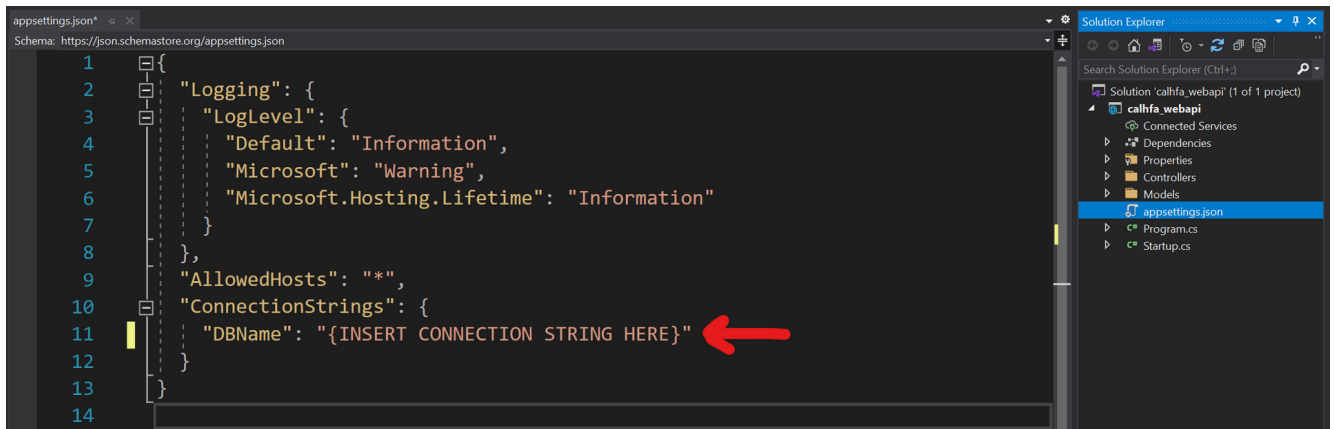 appsettings.json*
Schema: https://json.schemastore.org/appsettings.json
1 {
2 "Logging": {
3 "LogLevel": {
4 "Default": "Information",
5 "Microsoft": "Warning",
6 "Microsoft.Hosting.Lifetime": "Information"
7 }
8 },
9 "AllowedHosts": "*",
10 "ConnectionStrings": {
11 "DBName": "{INSERT CONNECTION STRING HERE}"
12 }
13 }
14
Solution Explorer
Search Solution Explorer (Ctrl+;)
Solution 'calhfa_webapi' (1 of 1 project)
calhfa_webapi
Connected Services
Dependencies
Properties
Controllers
Models
appsettings.json
C# Program.cs
C# Startup.cs